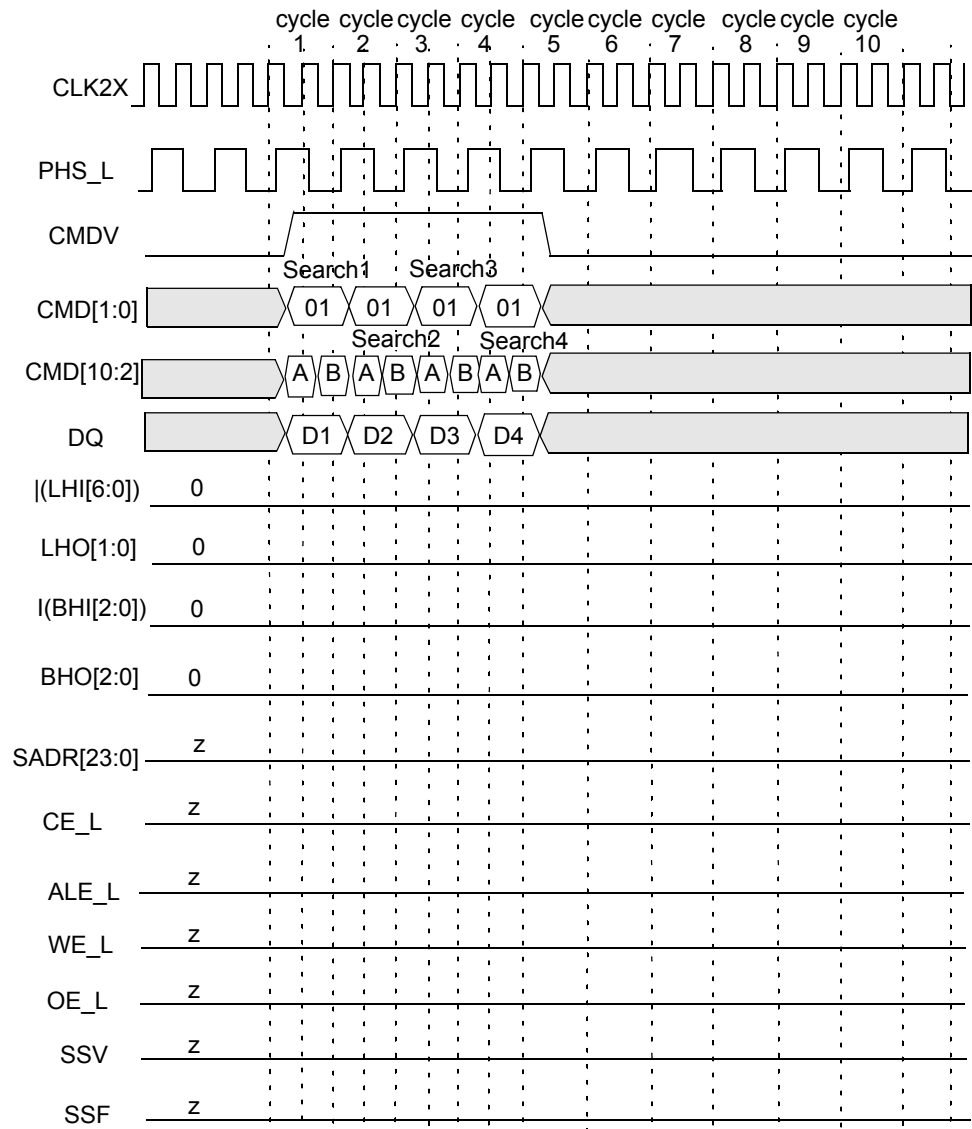 cycle cycle cycle cycle cycle cycle cycle cycle cycle cycle
1 2 3 4 5 6 7 8 9 10
CLK2X
PHS_L
CMDV
Search1 Search3
CMD[1:0] 01 01 01 01
Search2 Search4
CMD[10:2] A B A B A B A B
DQ D1 D2 D3 D4
|(LHI[6:0]) 0
LHO[1:0] 0
I(BHI[2:0]) 0
BHO[2:0] 0
SADR[23:0] z
CE_L z
ALE_L z
WE_L z
OE_L z
SSV z
SSF z